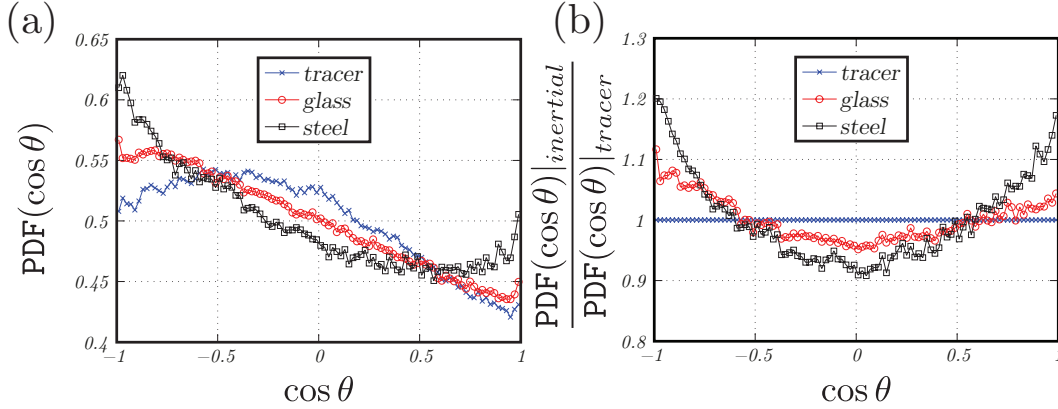 (a)
0.65
0.6
0.55
0.5
0.45
0.4
−1
−0.5
0
0.5
1
PDF(cos θ)
cos θ
tracer
glass
steel
(b)
1.3
1.2
1.1
1
0.9
0.8
−1
−0.5
0
0.5
1
PDF(cos θ)|inertial
PDF(cos θ)|tracer
cos θ
tracer
glass
steel